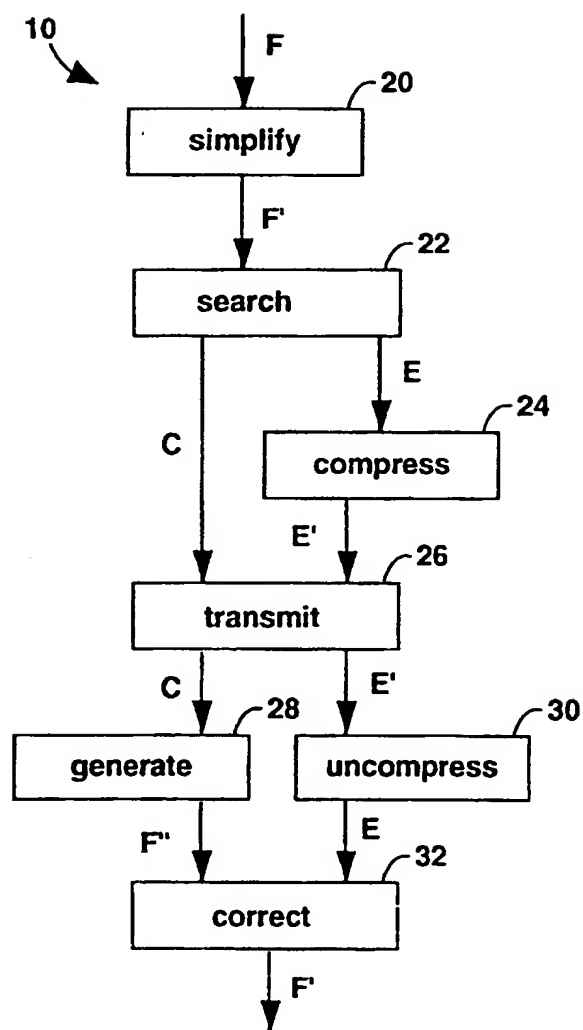 10
F
20
simplify
F'
22
search
E
24
C
compress
E'
26
transmit
C
E'
28
30
generate
uncompress
F"
E
32
correct
F'